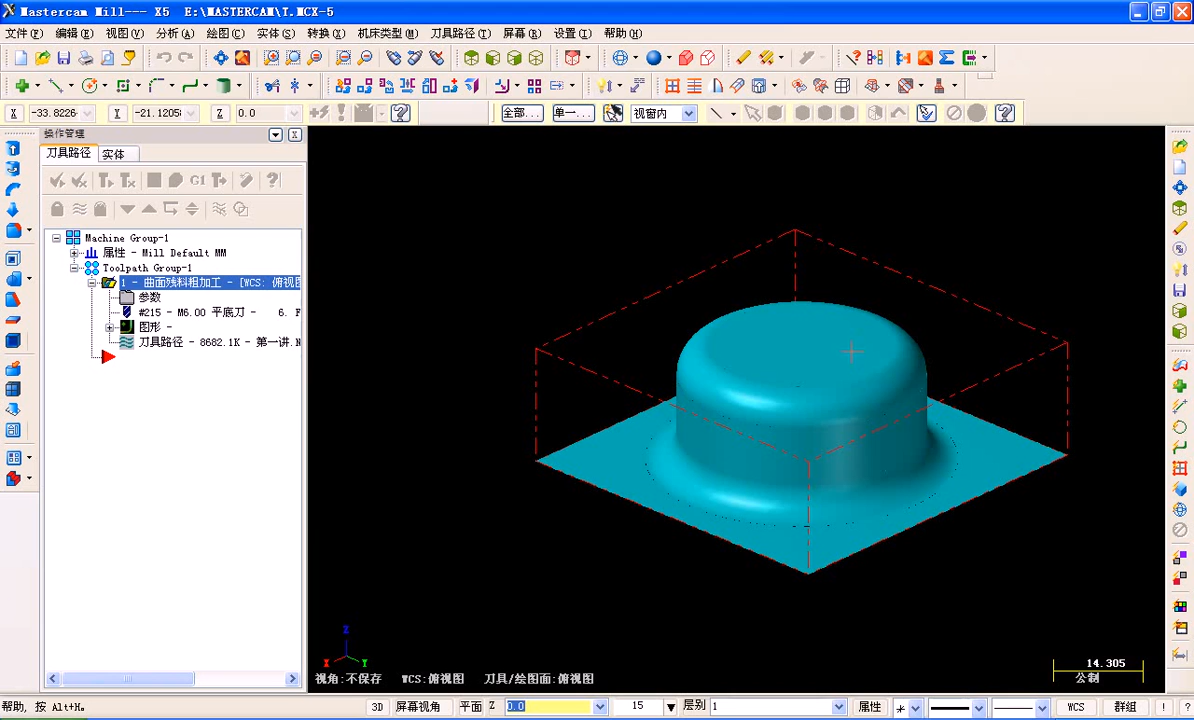 Mastercam Mill--- X5 E:\MASTERCAM\T.MCX-5
文件(F) 编辑(E) 视图(V) 分析(A) 绘图(C) 实体(S) 转换(X) 机床类型(M) 刀具路径(T) 屏幕(R) 设置(I) 帮助(H)
X -33.8226 Y -21.1205 Z 0.0 全部... 单一... 视窗内
操作管理
刀具路径 实体
G1
Machine Group-1
属性 - Mill Default MM
Toolpath Group-1
1 - 曲面残料粗加工 - [WCS: 俯视图
参数
#215 - M6.00 平底刀 - 6. F
图形 -
刀具路径 - 8682.1K - 第一讲.N
Z
X Y
14.305
视角:不保存 WCS:俯视图 刀具/绘图面:俯视图
公制
帮助, 按 Alt+H。 3D 屏幕视角 平面 Z 0.0 15 层别 1 属性 WCS 群组 ! ?